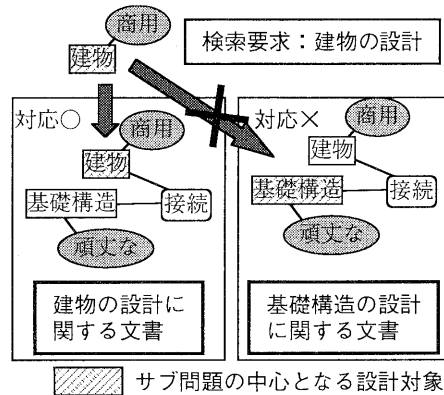 商用
建物
検索要求：建物の設計
対応○
商用
建物
基礎構造
接続
頑丈な
建物の設計に
関する文書
対応×
商用
建物
基礎構造
接続
頑丈な
基礎構造の設計
に関する文書
サブ問題の中心となる設計対象